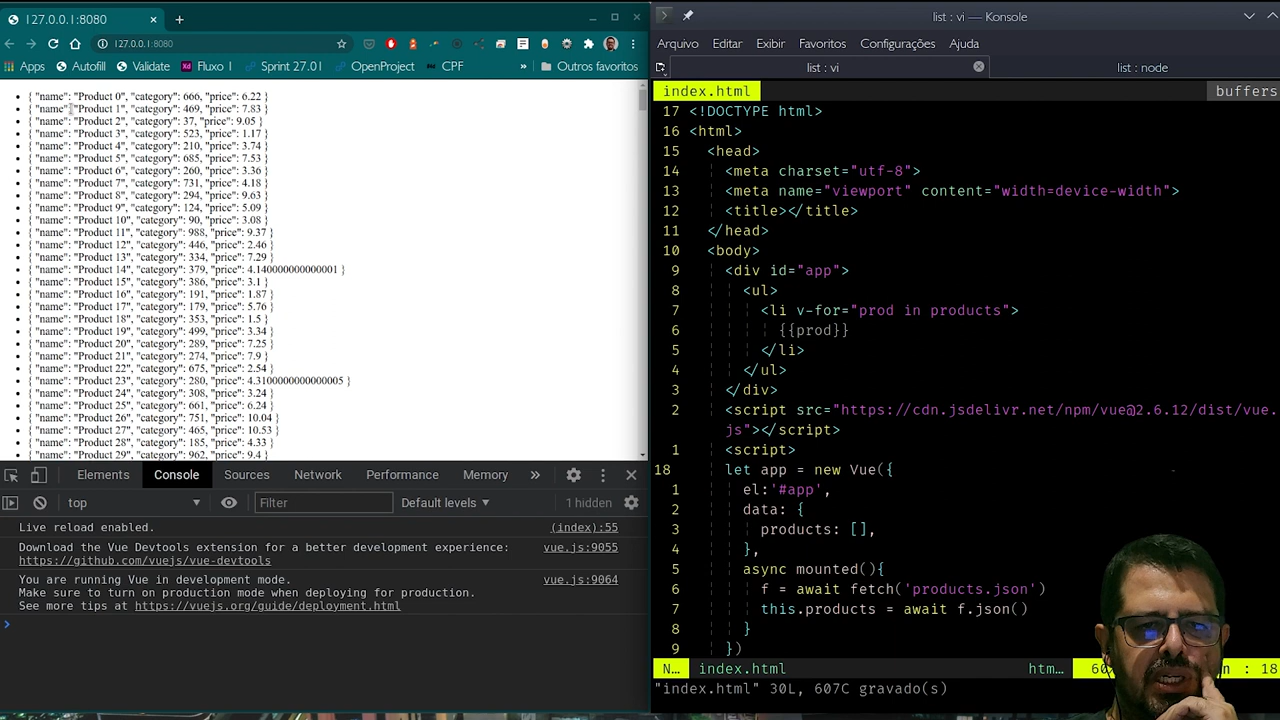 127.0.0.1:8080
127.0.0.1:8080
Apps Autofill Validate Xd Fluxo I Sprint 27.01 OpenProject CPF » Outros favoritos
{ "name": "Product 0", "category": 666, "price": 6.22 }
{ "name": "Product 1", "category": 469, "price": 7.83 }
{ "name": "Product 2", "category": 37, "price": 9.05 }
{ "name": "Product 3", "category": 523, "price": 1.17 }
{ "name": "Product 4", "category": 210, "price": 3.74 }
{ "name": "Product 5", "category": 685, "price": 7.53 }
{ "name": "Product 6", "category": 260, "price": 3.36 }
{ "name": "Product 7", "category": 731, "price": 4.18 }
{ "name": "Product 8", "category": 294, "price": 9.63 }
{ "name": "Product 9", "category": 124, "price": 5.09 }
{ "name": "Product 10", "category": 90, "price": 3.08 }
{ "name": "Product 11", "category": 988, "price": 9.37 }
{ "name": "Product 12", "category": 446, "price": 2.46 }
{ "name": "Product 13", "category": 334, "price": 7.29 }
{ "name": "Product 14", "category": 379, "price": 4.140000000000001 }
{ "name": "Product 15", "category": 386, "price": 3.1 }
{ "name": "Product 16", "category": 191, "price": 1.87 }
{ "name": "Product 17", "category": 179, "price": 5.76 }
{ "name": "Product 18", "category": 353, "price": 1.5 }
{ "name": "Product 19", "category": 499, "price": 3.34 }
{ "name": "Product 20", "category": 289, "price": 7.25 }
{ "name": "Product 21", "category": 274, "price": 7.9 }
{ "name": "Product 22", "category": 675, "price": 2.54 }
{ "name": "Product 23", "category": 280, "price": 4.3100000000000005 }
{ "name": "Product 24", "category": 308, "price": 3.24 }
{ "name": "Product 25", "category": 661, "price": 6.24 }
{ "name": "Product 26", "category": 751, "price": 10.04 }
{ "name": "Product 27", "category": 465, "price": 10.53 }
{ "name": "Product 28", "category": 185, "price": 4.33 }
{ "name": "Product 29", "category": 962, "price": 9.4 }
Elements Console Sources Network Performance Memory »
top Filter Default levels 1 hidden
Live reload enabled. (index):55
Download the Vue Devtools extension for a better development experience: vue.js:9055
https://github.com/vuejs/vue-devtools
You are running Vue in development mode. vue.js:9064
Make sure to turn on production mode when deploying for production.
See more tips at https://vuejs.org/guide/deployment.html
list : vi — Konsole
Arquivo Editar Exibir Favoritos Configurações Ajuda
list : vi list : node
index.html buffers
17 <!DOCTYPE html>
16 <html>
15 <head>
14 <meta charset="utf-8">
13 <meta name="viewport" content="width=device-width">
12 <title></title>
11 </head>
10 <body>
9 <div id="app">
8 <ul>
7 <li v-for="prod in products">
6 {{prod}}
5 </li>
4 </ul>
3 </div>
2 <script src="https://cdn.jsdelivr.net/npm/vue@2.6.12/dist/vue.
js"></script>
1 <script>
18 let app = new Vue({
1 el:'#app',
2 data: {
3 products: [],
4 },
5 async mounted(){
6 f = await fetch('products.json')
7 this.products = await f.json()
8 }
9 })
N… index.html htm… n : 18
"index.html" 30L, 607C gravado(s)